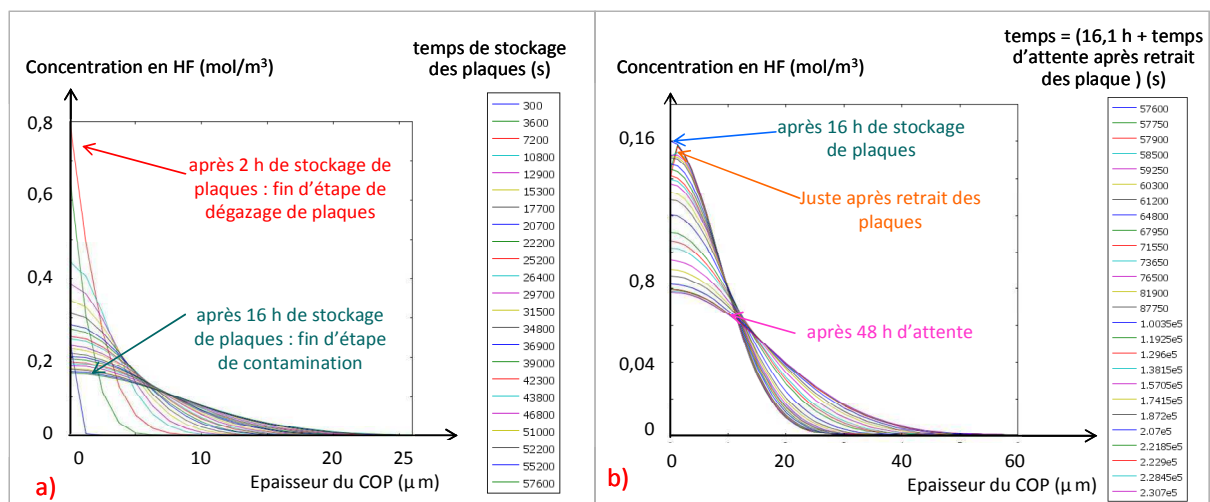 Concentration en HF (mol/m³)
temps de stockage
des plaques (s)
0,8
0,6
0,4
0,2
0
0
10
20
25
après 2 h de stockage de
plaques : fin d'étape de
dégazage de plaques
après 16 h de stockage
de plaques : fin d'étape
de contamination
300
3600
7200
10800
12900
15300
17700
20700
22200
25200
26400
29700
31500
34800
36900
39000
42300
43800
46800
51000
52200
55200
57600
a)
Epaisseur du COP (µm)
temps = (16,1 h + temps
d'attente après retrait
des plaque ) (s)
Concentration en HF (mol/m³)
0,16
0,8
0,04
0
0
10
20
30
40
50
60
après 16 h de stockage
de plaques
Juste après retrait des
plaques
après 48 h d'attente
57600
57750
57900
58500
59250
60300
61200
64800
67950
71550
73650
76500
81900
87750
1.0035e5
1.1925e5
1.296e5
1.3815e5
1.5705e5
1.7415e5
1.872e5
2.07e5
2.2185e5
2.229e5
2.2845e5
2.307e5
b)
Epaisseur du COP (µm)